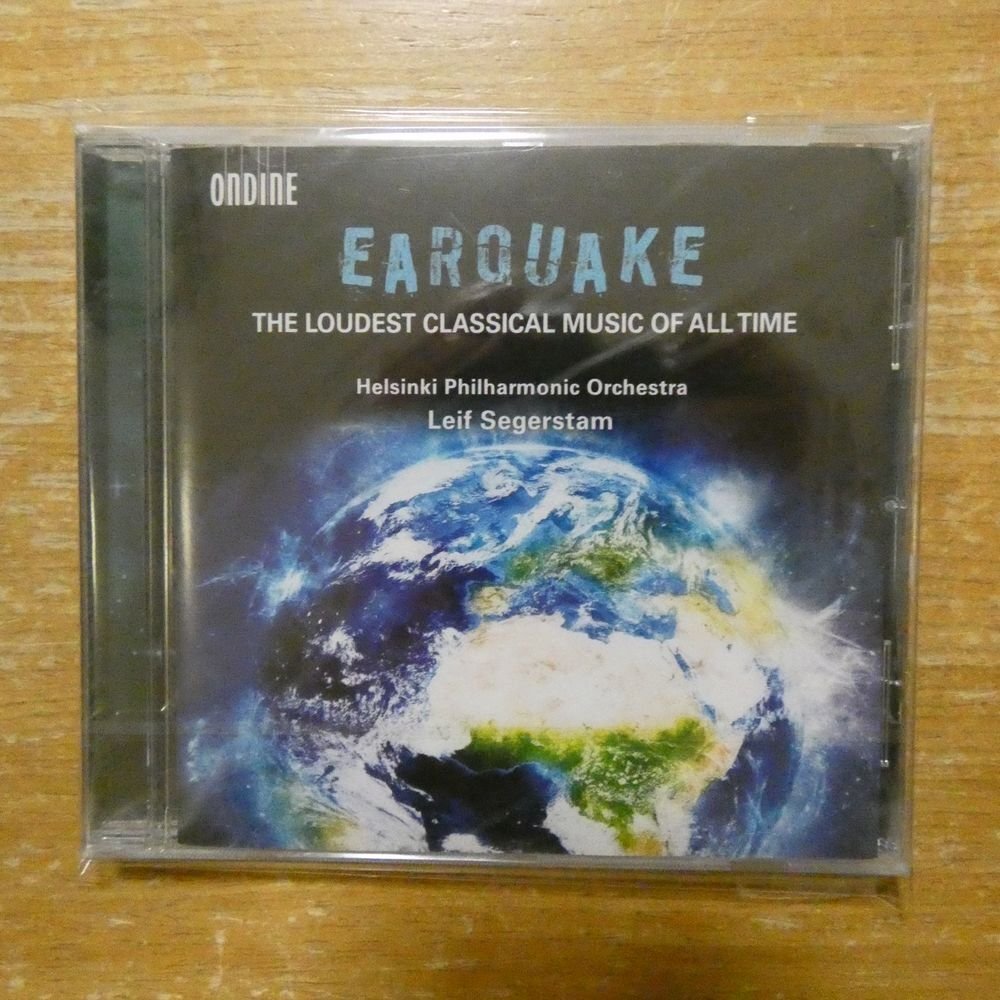 ONDINE
EARQUAKE
THE LOUDEST CLASSICAL MUSIC OF ALL TIME
Helsinki Philharmonic Orchestra
Leif Segerstam